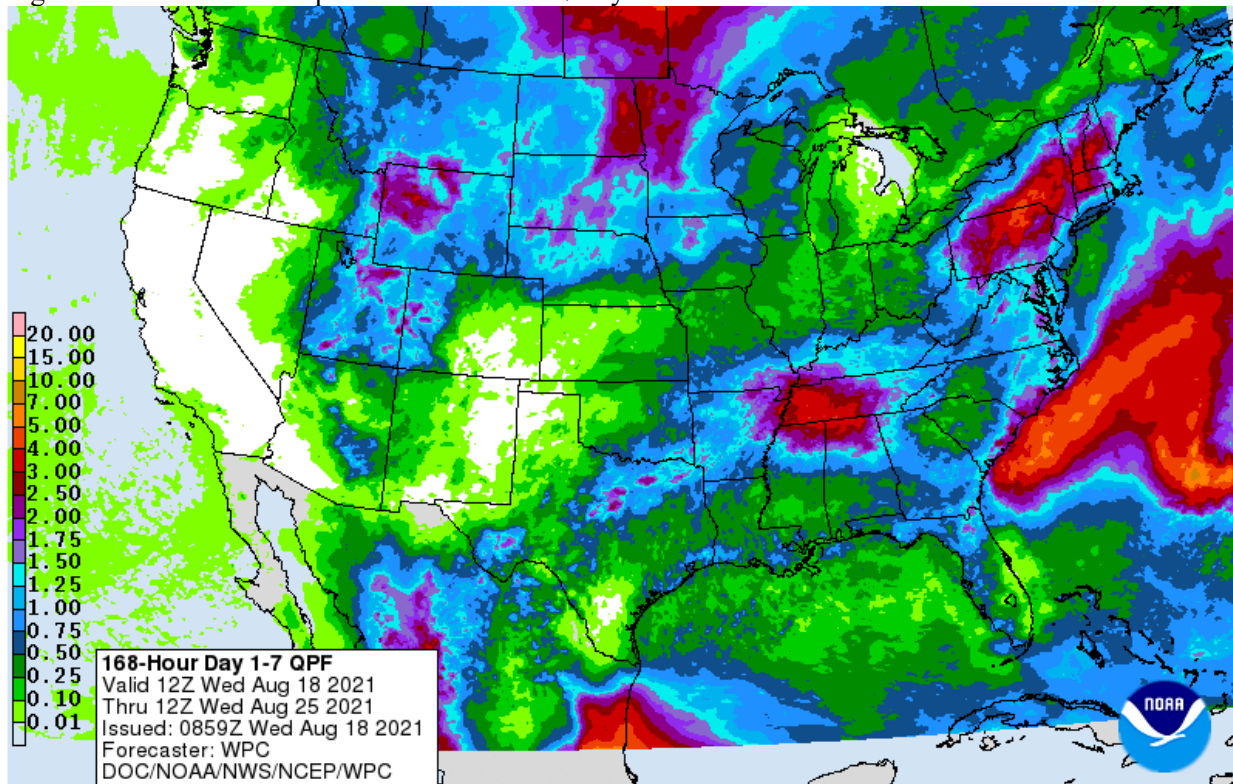 20.00
15.00
10.00
7.00
5.00
4.00
3.00
2.50
2.00
1.75
1.50
1.25
1.00
0.75
0.50
0.25
0.10
0.01
168-Hour Day 1-7 QPF
Valid 12Z Wed Aug 18 2021
Thru 12Z Wed Aug 25 2021
Issued: 0859Z Wed Aug 18 2021
Forecaster: WPC
DOC/NOAA/NWS/NCEP/WPC
NOAA